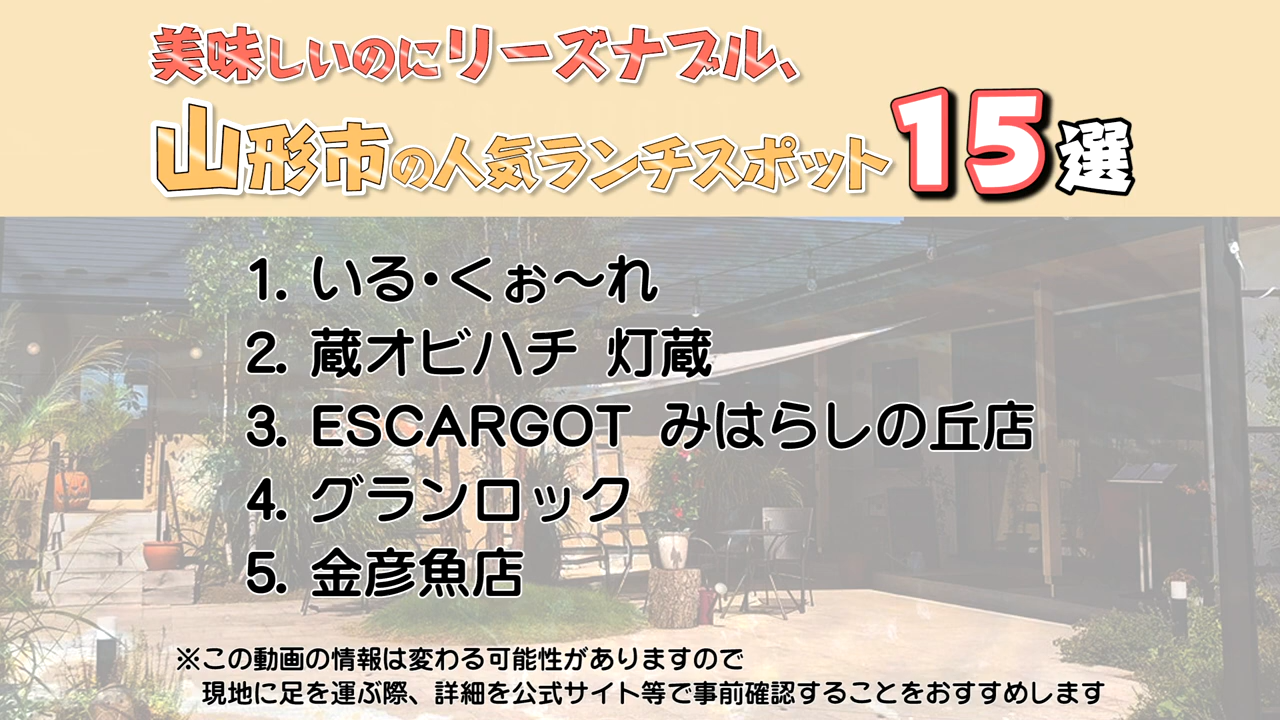 美味しいのにリーズナブル、
山形市の人気ランチスポット15選
1. いる・くぉ～れ
2. 蔵オビハチ 灯蔵
3. ESCARGOT みはらしの丘店
4. グランロック
5. 金彦魚店
※この動画の情報は変わる可能性がありますので
現地に足を運ぶ際、詳細を公式サイト等で事前確認することをおすすめします